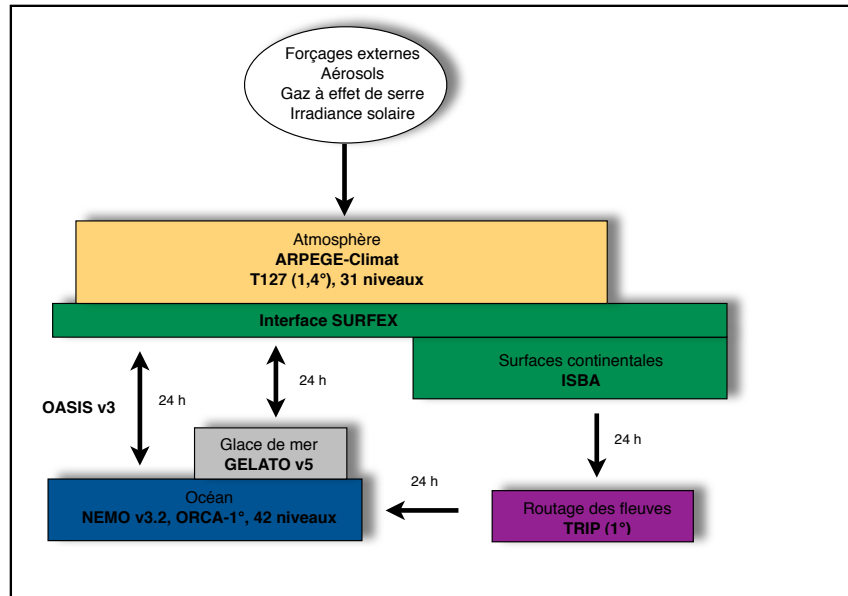 Forçages externes
Aérosols
Gaz à effet de serre
Irradiance solaire
Atmosphère
ARPEGE-Climat
T127 (1,4°), 31 niveaux
Interface SURFEX
Surfaces continentales
ISBA
24 h
24 h
OASIS v3
24 h
Glace de mer
GELATO v5
24 h
Océan
NEMO v3.2, ORCA-1°, 42 niveaux
Routage des fleuves
TRIP (1°)